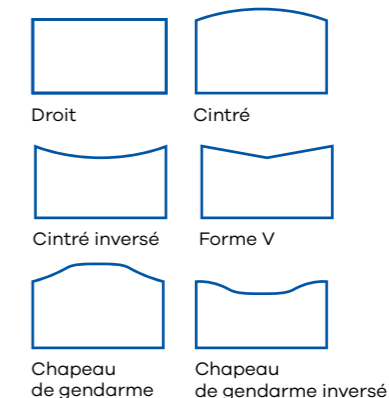 Droit
Cintré
Cintré inversé
Forme V
Chapeau
de gendarme
Chapeau
de gendarme inversé